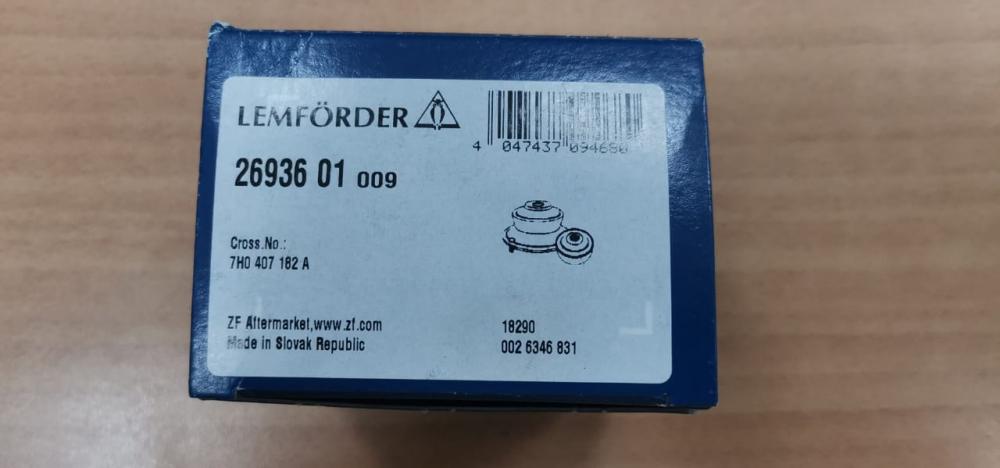 LEMFÖRDER
4 047437 094680
26936 01 009
Cross.No.:
7H0 407 182 A
ZF Aftermarket,www.zf.com
Made in Slovak Republic
18290
002 6346 831